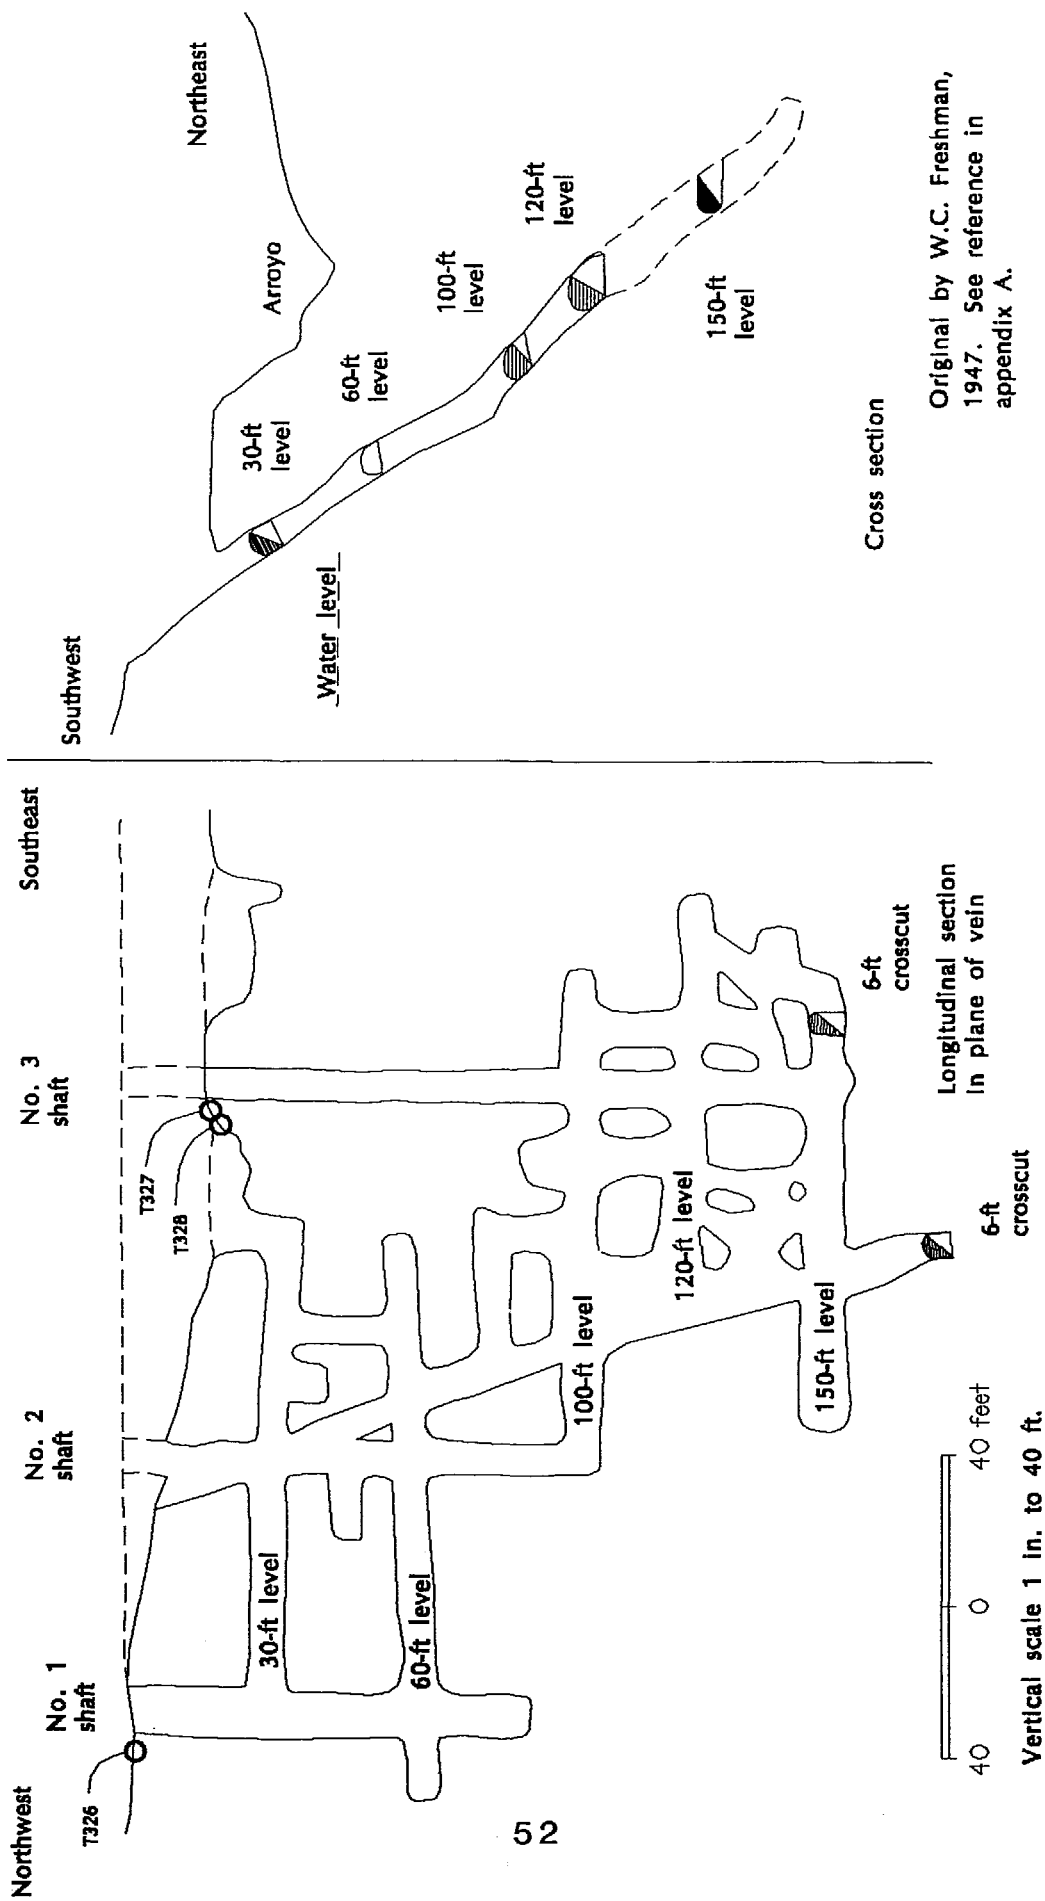 Northwest
T326
No. 1
shaft
No. 2
shaft
T328
T327
No. 3
shaft
Southeast
30-ft level
60-ft level
100-ft level
120-ft level
150-ft level
6-ft
crosscut
6-ft
crosscut
40 0 40 feet
Vertical scale 1 in. to 40 ft.
Longitudinal section
In plane of vein
Southwest
Northeast
Arroyo
Water level
30-ft
level
60-ft
level
100-ft
level
120-ft
level
150-ft
level
Cross section
Original by W.C. Freshman,
1947. See reference in
appendix A.
52